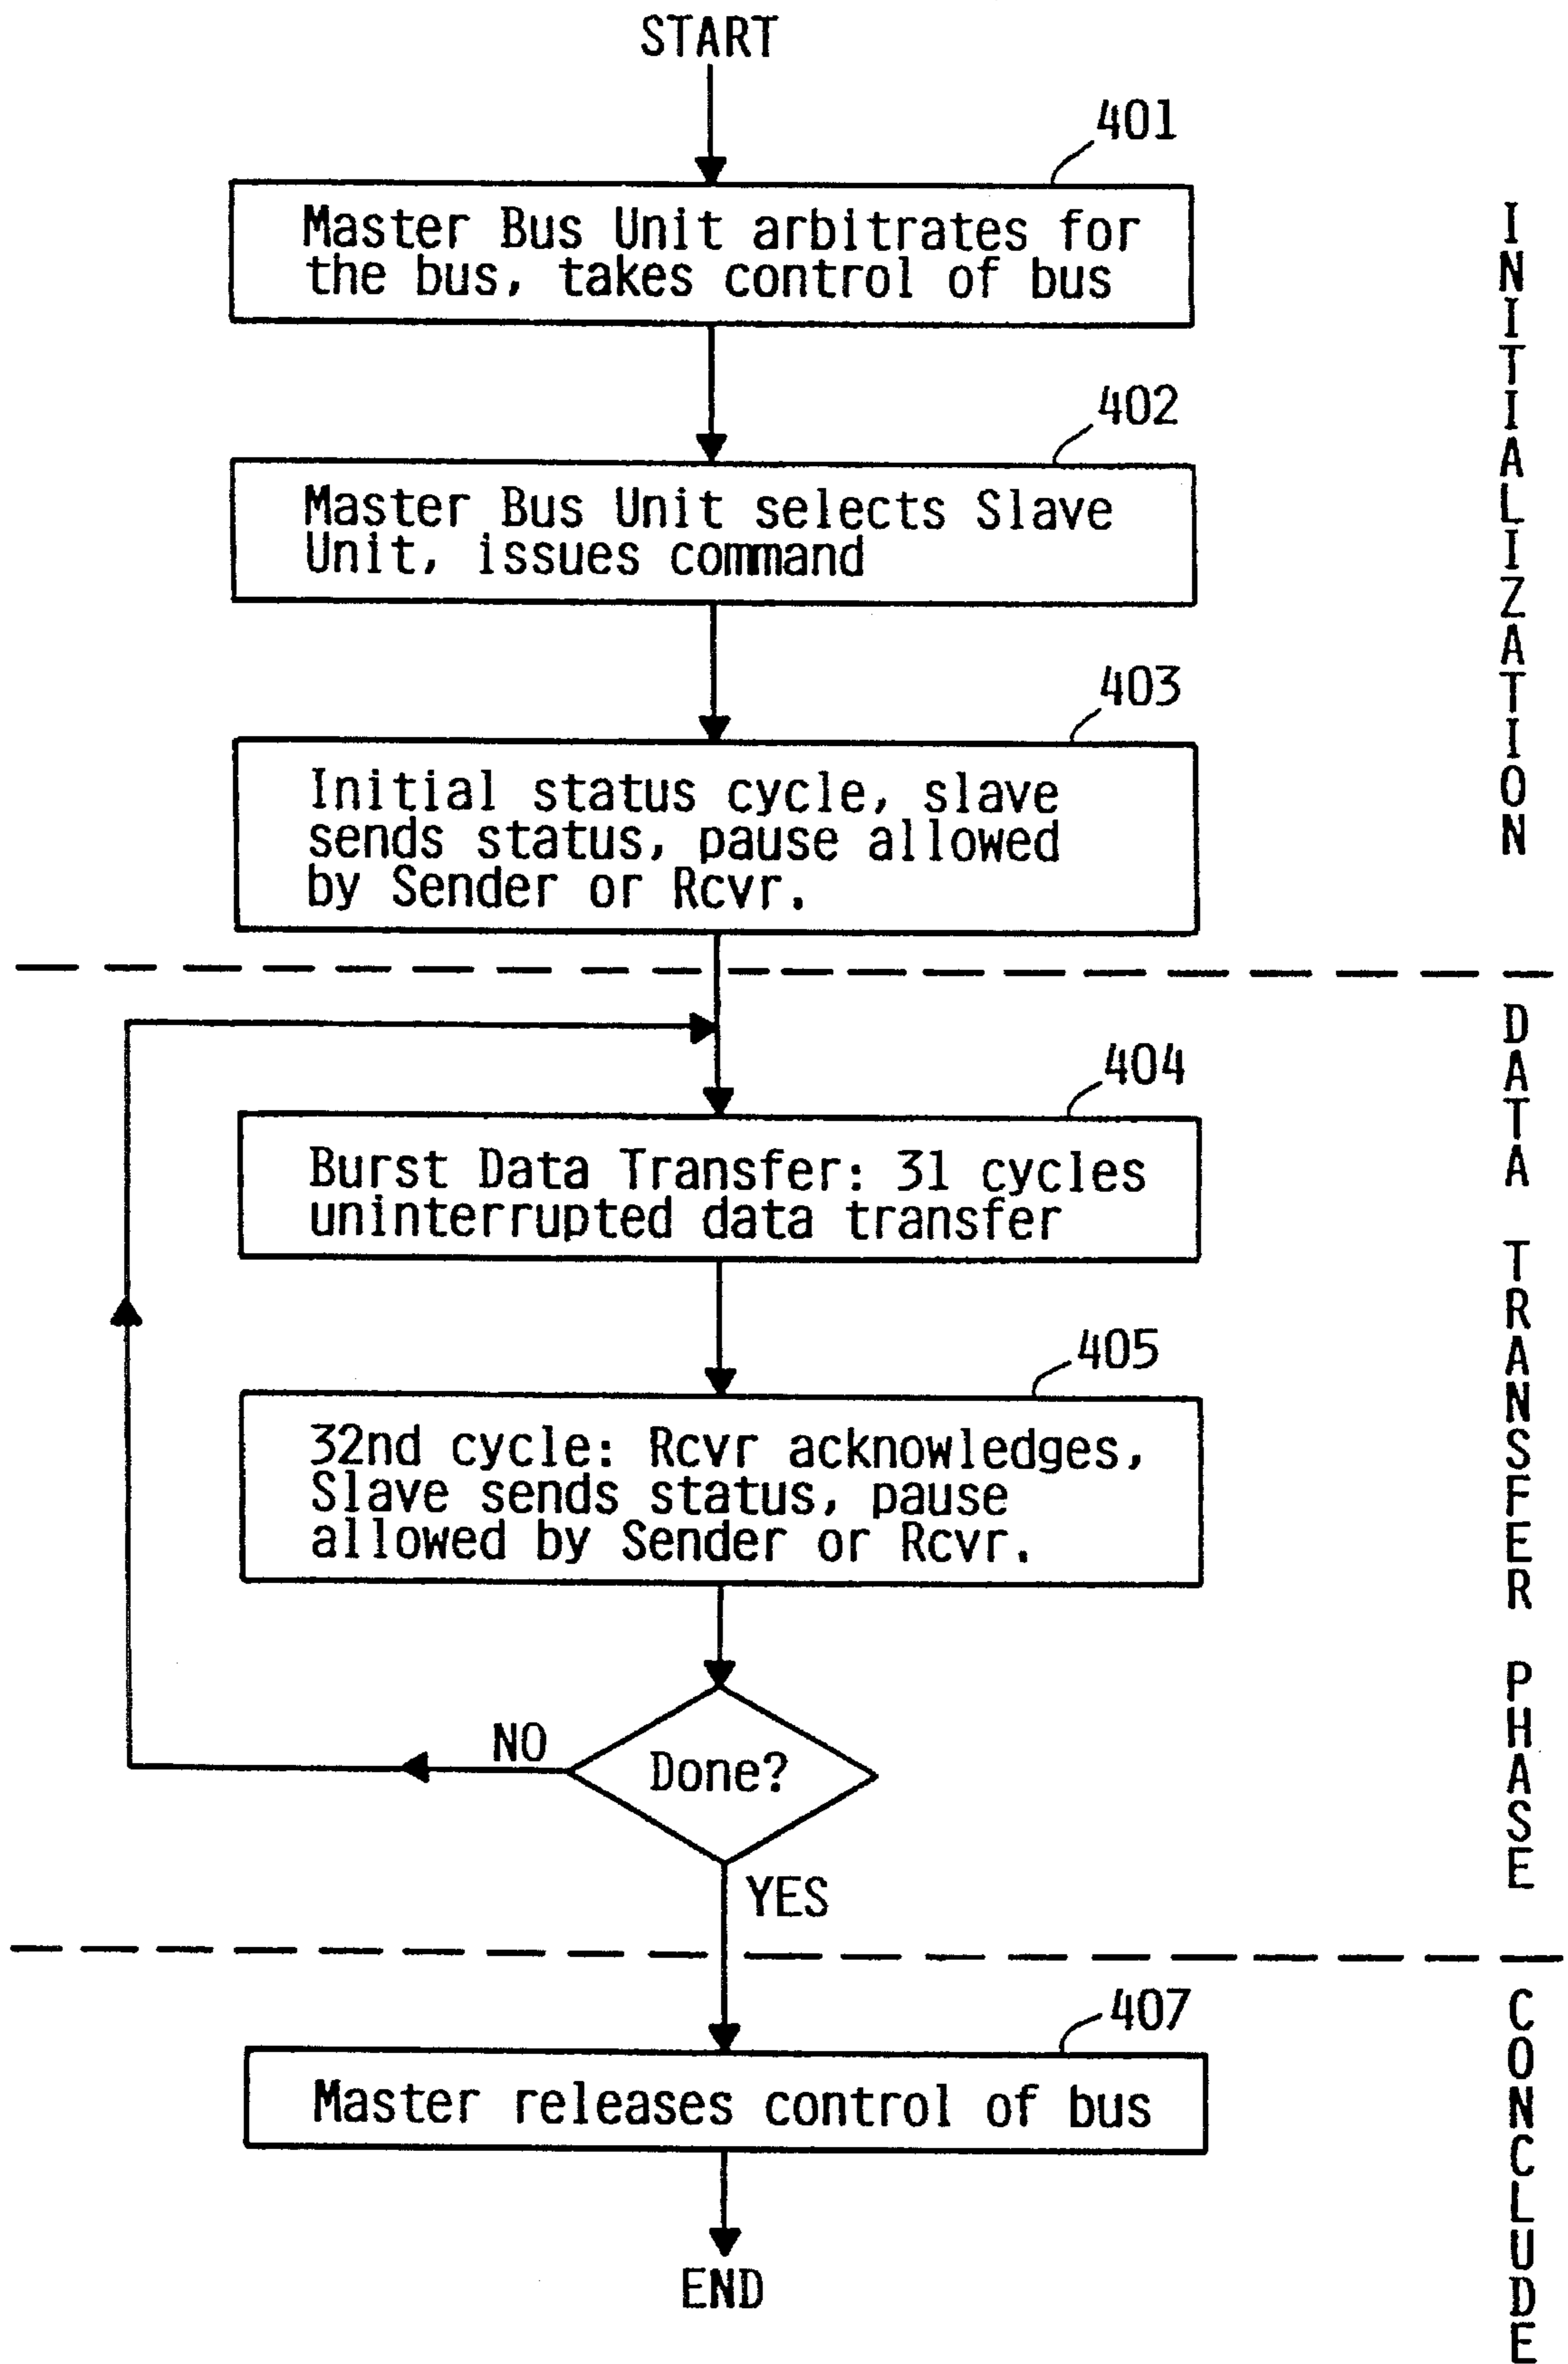 START
401
Master Bus Unit arbitrates for
the bus, takes control of bus
402
Master Bus Unit selects Slave
Unit, issues command
403
Initial status cycle, slave
sends status, pause allowed
by Sender or Rcvr.
INITIALIZATION
404
Burst Data Transfer: 31 cycles
uninterrupted data transfer
405
32nd cycle: Rcvr acknowledges,
Slave sends status, pause
allowed by Sender or Rcvr.
NO
Done?
YES
DATA TRANSFER PHASE
407
Master releases control of bus
END
CONCLUDE